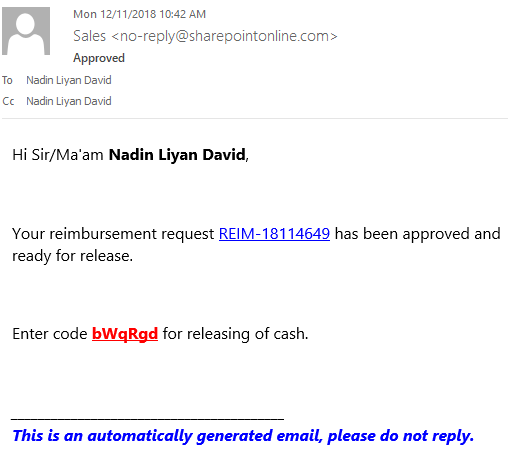 Mon 12/11/2018 10:42 AM
Sales <no-reply@sharepointonline.com>
Approved
To Nadin Liyan David
Cc Nadin Liyan David
Hi Sir/Ma'am Nadin Liyan David,
Your reimbursement request REIM-18114649 has been approved and
ready for release.
Enter code bWqRgd for releasing of cash.
This is an automatically generated email, please do not reply.